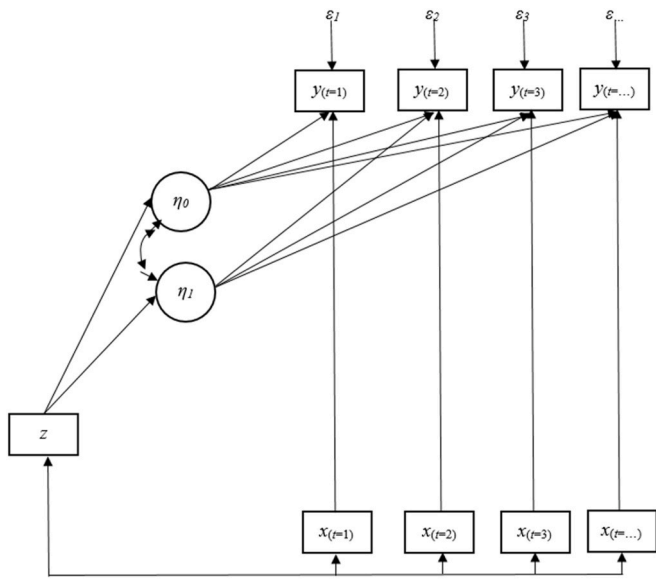 ε1 ε2 ε3 ε...
y(t=1) y(t=2) y(t=3) y(t=...)
η0
η1
z
x(t=1) x(t=2) x(t=3) x(t=...)